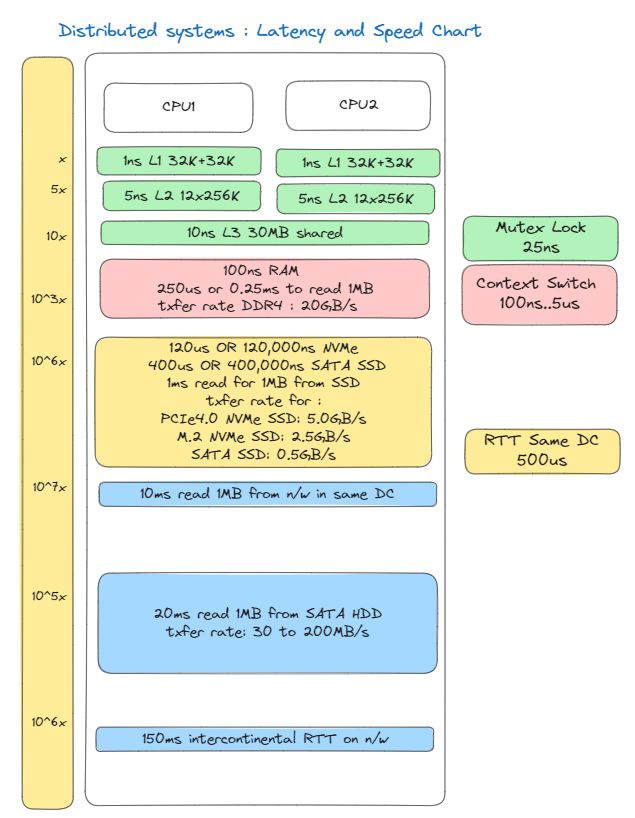 Distributed systems : Latency and Speed Chart
CPU1
CPU2
x
1ns L1 32K+32K
1ns L1 32K+32K
5x
5ns L2 12x256K
5ns L2 12x256K
10x
10ns L3 30MB shared
Mutex Lock
25ns
10^3x
100ns RAM
250us or 0.25ms to read 1MB
txfer rate DDR4 : 20GB/s
Context Switch
100ns..5us
10^6x
120us OR 120,000ns NVMe
400us OR 400,000ns SATA SSD
1ms read for 1MB from SSD
txfer rate for :
PCIe4.0 NVMe SSD: 5.0GB/s
M.2 NVMe SSD: 2.5GB/s
SATA SSD: 0.5GB/s
RTT Same DC
500us
10^7x
10ms read 1MB from n/w in same DC
10^5x
20ms read 1MB from SATA HDD
txfer rate: 30 to 200MB/s
10^6x
150ms intercontinental RTT on n/w